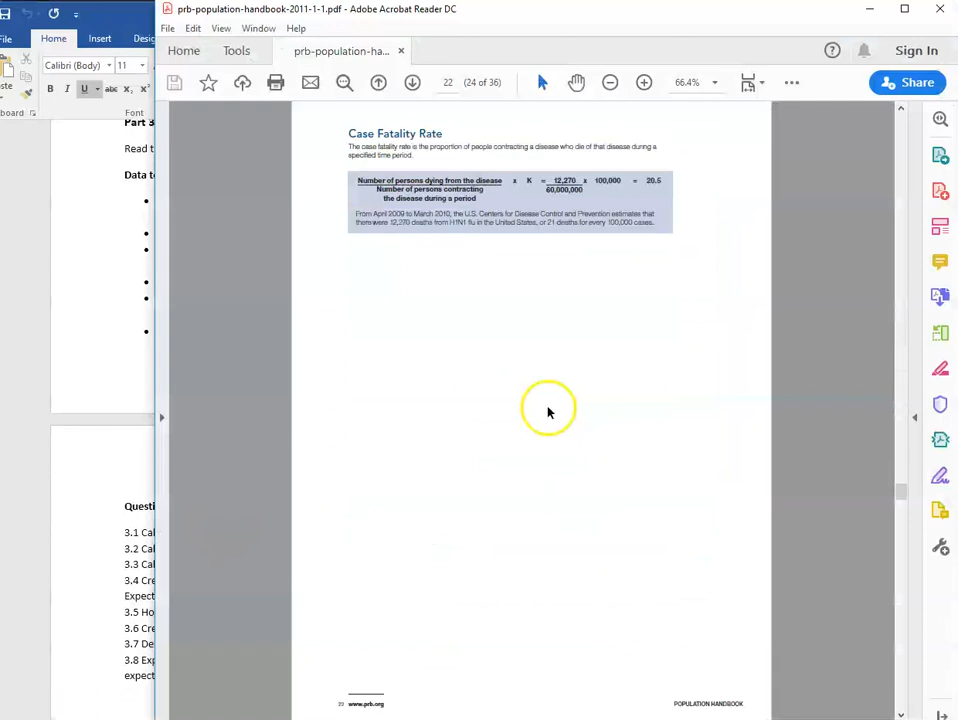 prb-population-handbook-2011-1-1.pdf - Adobe Acrobat Reader DC
File Edit View Window Help
Home Tools prb-population-ha... × Sign In
22 (24 of 36) 66.4% Share
File Home Insert Desig
Calibri (Body) 11
B I U abc x₂ x²
Font
Part 3
Read t
Data t
Case Fatality Rate
The case fatality rate is the proportion of people contracting a disease who die of that disease during a
specified time period.
Number of persons dying from the disease x K = 12,270 x 100,000 = 20.5
Number of persons contracting 60,000,000
the disease during a period
From April 2009 to March 2010, the U.S. Centers for Disease Control and Prevention estimates that
there were 12,270 deaths from H1N1 flu in the United States, or 21 deaths for every 100,000 cases.
Questi
3.1 Cal
3.2 Cal
3.3 Cal
3.4 Cre
Expect
3.5 Ho
3.6 Cre
3.7 De
3.8 Exp
expect
22 www.prb.org POPULATION HANDBOOK